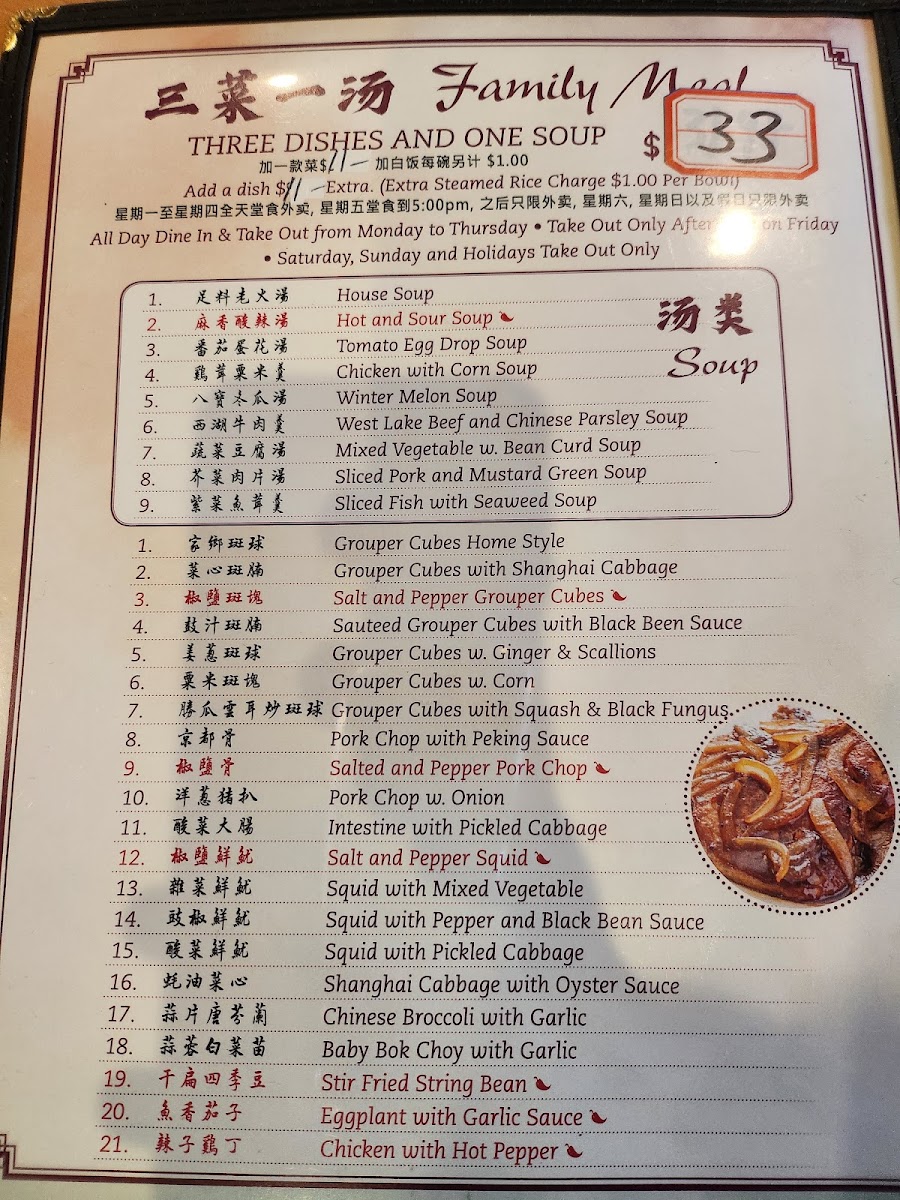 三菜一汤 Family Meal
THREE DISHES AND ONE SOUP $ 33
加一款菜$11- 加白饭每碗另计 $1.00
Add a dish $11- Extra. (Extra Steamed Rice Charge $1.00 Per Bowl)
星期一至星期四全天堂食外卖, 星期五堂食到5:00pm, 之后只限外卖, 星期六, 星期日以及假日只限外卖
All Day Dine In & Take Out from Monday to Thursday • Take Out Only After on Friday
• Saturday, Sunday and Holidays Take Out Only
汤类
Soup
1. 足料老火湯 House Soup
2. 麻香酸辣湯 Hot and Sour Soup
3. 番茄蛋花湯 Tomato Egg Drop Soup
4. 鷄茸粟米羹 Chicken with Corn Soup
5. 八寶冬瓜湯 Winter Melon Soup
6. 西湖牛肉羹 West Lake Beef and Chinese Parsley Soup
7. 蔬菜豆腐湯 Mixed Vegetable w. Bean Curd Soup
8. 芥菜肉片湯 Sliced Pork and Mustard Green Soup
9. 紫菜魚茸羹 Sliced Fish with Seaweed Soup
1. 家鄉斑球 Grouper Cubes Home Style
2. 菜心斑腩 Grouper Cubes with Shanghai Cabbage
3. 椒鹽斑塊 Salt and Pepper Grouper Cubes
4. 鼓汁斑腩 Sauteed Grouper Cubes with Black Been Sauce
5. 姜蔥斑球 Grouper Cubes w. Ginger & Scallions
6. 粟米斑塊 Grouper Cubes w. Corn
7. 勝瓜雲耳炒斑球 Grouper Cubes with Squash & Black Fungus
8. 京都骨 Pork Chop with Peking Sauce
9. 椒鹽骨 Salted and Pepper Pork Chop
10. 洋蔥猪扒 Pork Chop w. Onion
11. 酸菜大腸 Intestine with Pickled Cabbage
12. 椒鹽鮮魷 Salt and Pepper Squid
13. 雜菜鮮魷 Squid with Mixed Vegetable
14. 豉椒鮮魷 Squid with Pepper and Black Bean Sauce
15. 酸菜鮮魷 Squid with Pickled Cabbage
16. 蚝油菜心 Shanghai Cabbage with Oyster Sauce
17. 蒜片唐芥蘭 Chinese Broccoli with Garlic
18. 蒜蓉白菜苗 Baby Bok Choy with Garlic
19. 干扁四季豆 Stir Fried String Bean
20. 魚香茄子 Eggplant with Garlic Sauce
21. 辣子鷄丁 Chicken with Hot Pepper